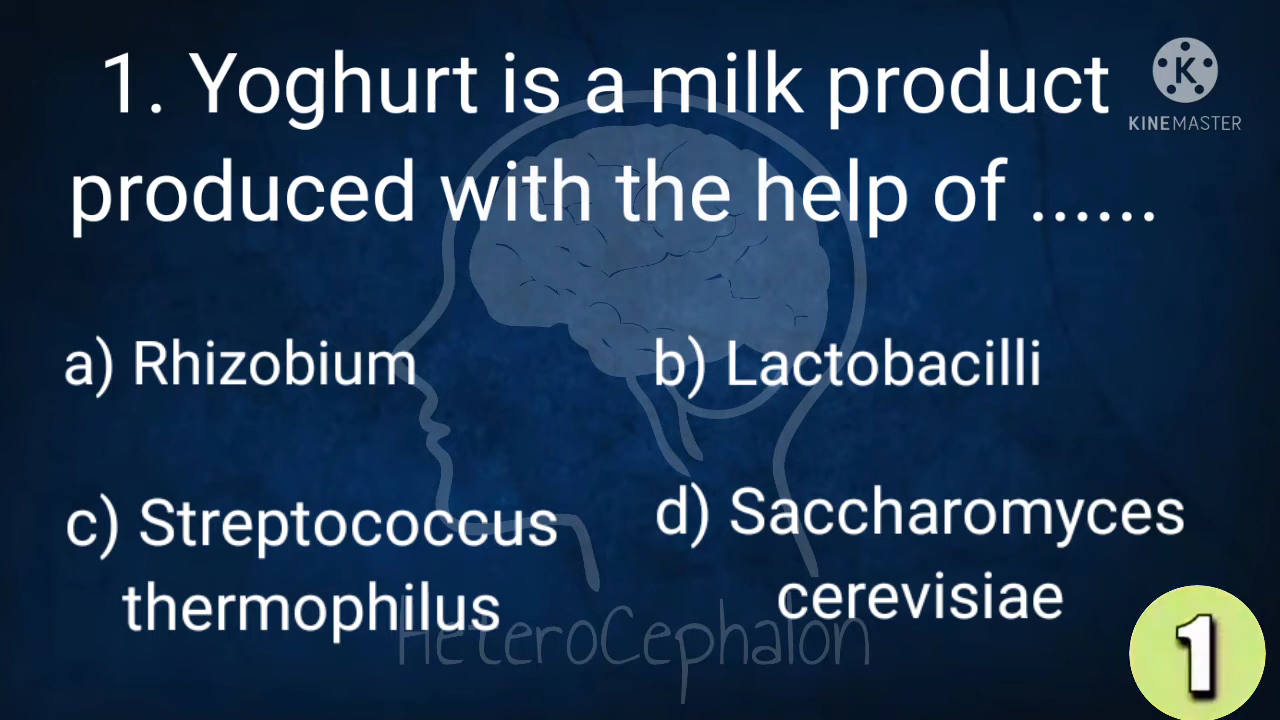 1. Yoghurt is a milk product
produced with the help of ......
a) Rhizobium
b) Lactobacilli
c) Streptococcus
thermophilus
d) Saccharomyces
cerevisiae
HeteroCephalon
K
KINEMASTER
1